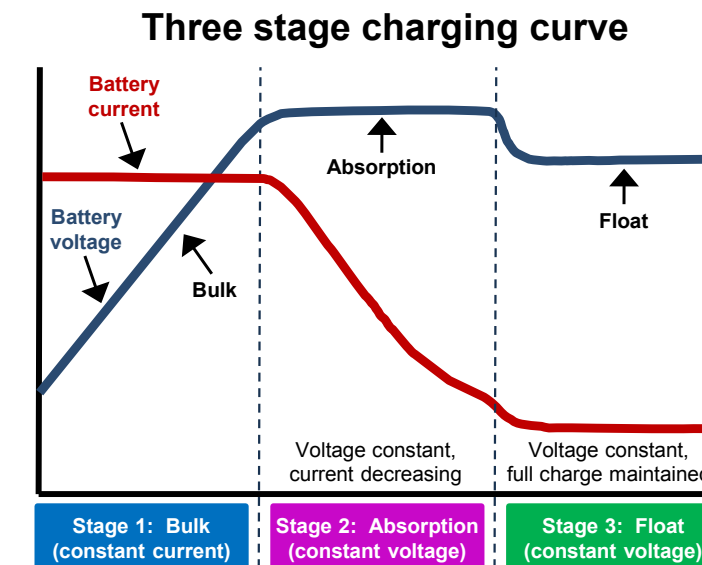 Three stage charging curve
Battery
current
Absorption
Battery
voltage
Float
Bulk
Voltage constant,
current decreasing
Voltage constant,
full charge maintained
Stage 1: Bulk
(constant current)
Stage 2: Absorption
(constant voltage)
Stage 3: Float
(constant voltage)